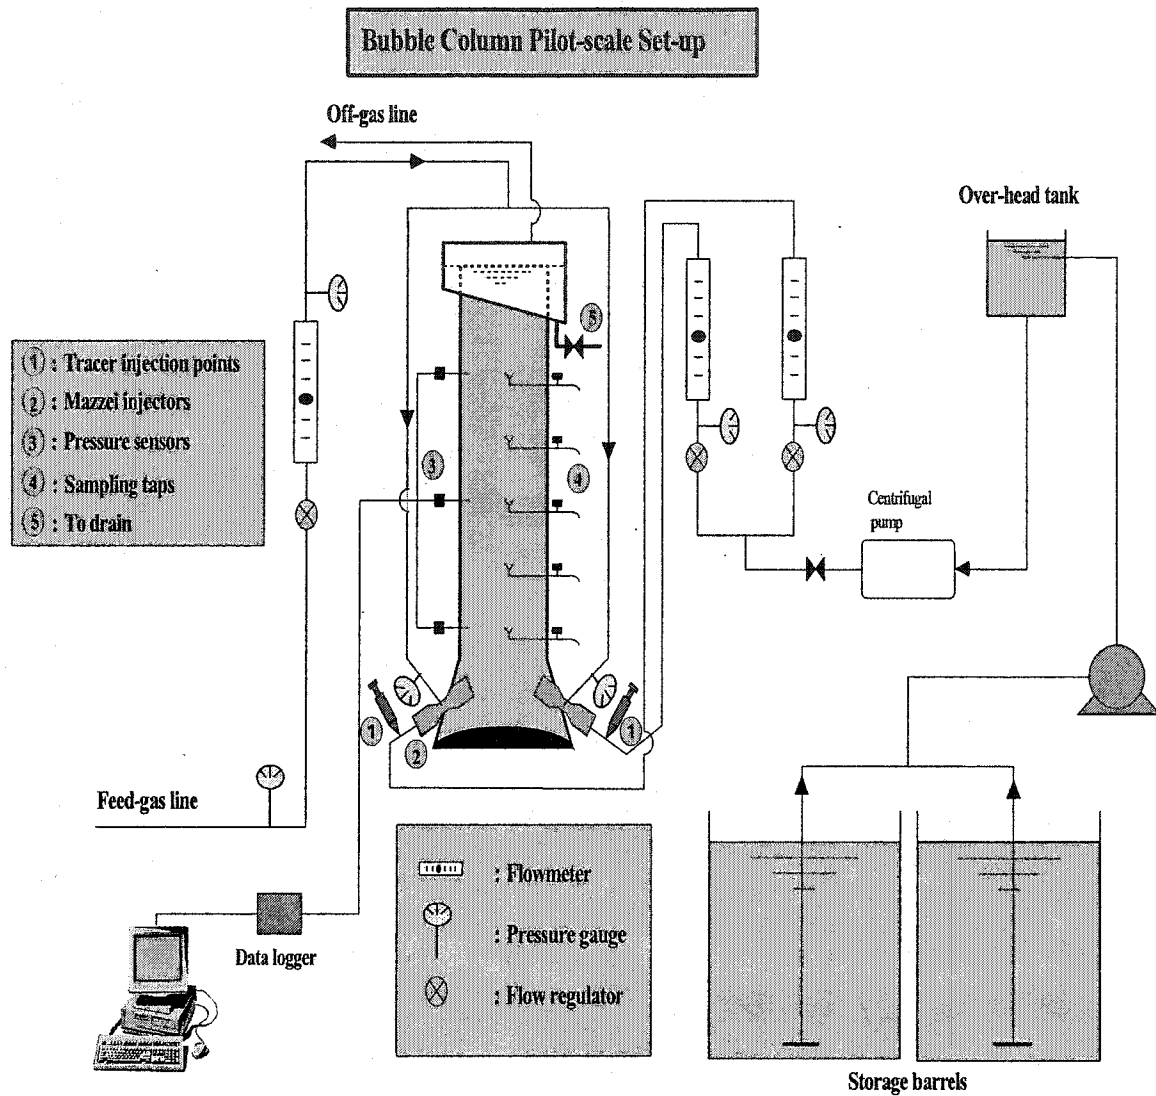 Bubble Column Pilot-scale Set-up
Off-gas line
Over-head tank
1 : Tracer injection points
2 : Mazzei injectors
3 : Pressure sensors
4 : Sampling taps
5 : To drain
5
3
4
Centrifugal
pump
1
2
1
Feed-gas line
Data logger
: Flowmeter
: Pressure gauge
: Flow regulator
Storage barrels